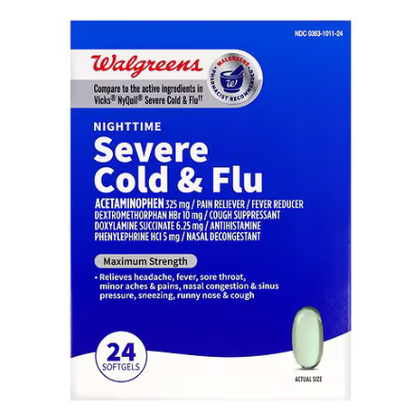 NDC 0363-1011-24
Walgreens
WALGREENS PHARMACIST RECOMMENDED
Compare to the active ingredients in
Vicks® NyQuil® Severe Cold & Flu††
NIGHTTIME
Severe
Cold & Flu
ACETAMINOPHEN 325 mg / PAIN RELIEVER / FEVER REDUCER
DEXTROMETHORPHAN HBr 10 mg / COUGH SUPPRESSANT
DOXYLAMINE SUCCINATE 6.25 mg / ANTIHISTAMINE
PHENYLEPHRINE HCl 5 mg / NASAL DECONGESTANT
Maximum Strength
• Relieves headache, fever, sore throat,
minor aches & pains, nasal congestion & sinus
pressure, sneezing, runny nose & cough
24
SOFTGELS
ACTUAL SIZE